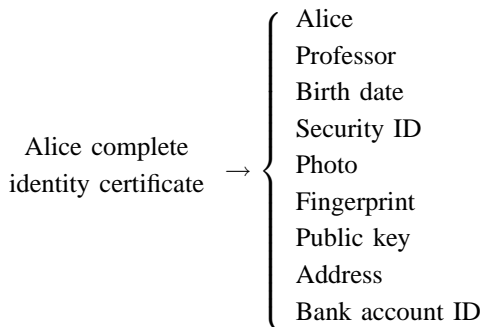 Alice complete
identity certificate
→
Alice
Professor
Birth date
Security ID
Photo
Fingerprint
Public key
Address
Bank account ID